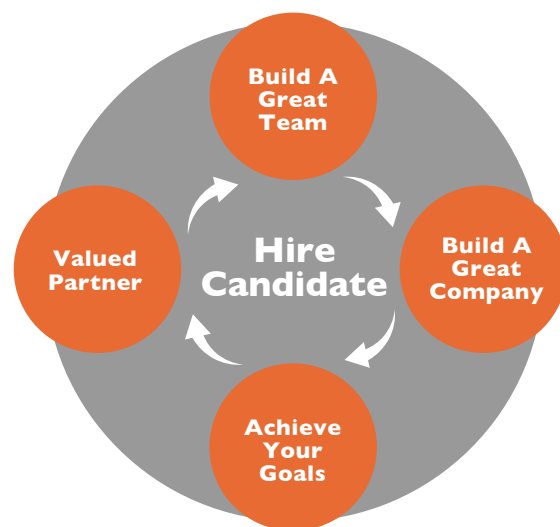 Build A
Great
Team
Build A
Great
Company
Achieve
Your
Goals
Valued
Partner
Hire
Candidate